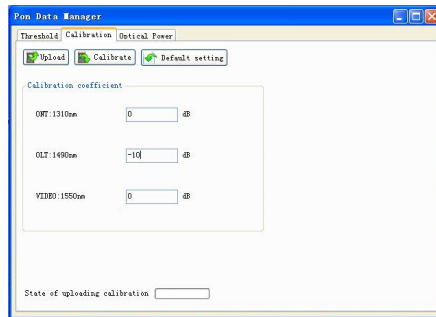 Pon Data Manager
Threshold Calibration Optical Power
Upload Calibrate Default setting
Calibration coefficient
ONT:1310nm 0 dB
OLT:1490nm -10 dB
VIDEO:1550nm 0 dB
State of uploading calibration